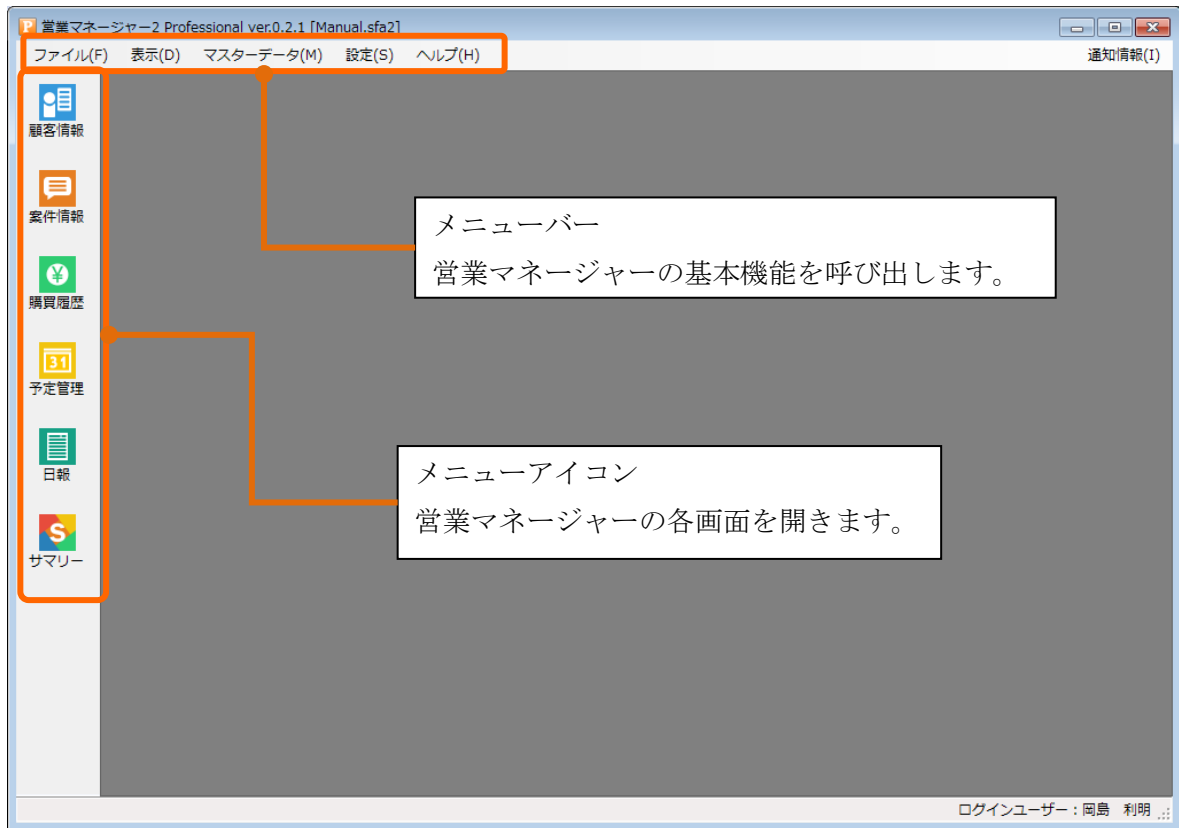 営業マネージャー2 Professional ver.0.2.1 [Manual.sfa2]
ファイル(F) 表示(D) マスターデータ(M) 設定(S) ヘルプ(H) 通知情報(I)
顧客情報
案件情報
購買履歴
31
予定管理
日報
S
サマリー
メニューバー
営業マネージャーの基本機能を呼び出します。
メニューアイコン
営業マネージャーの各画面を開きます。
ログインユーザー：岡島 利明